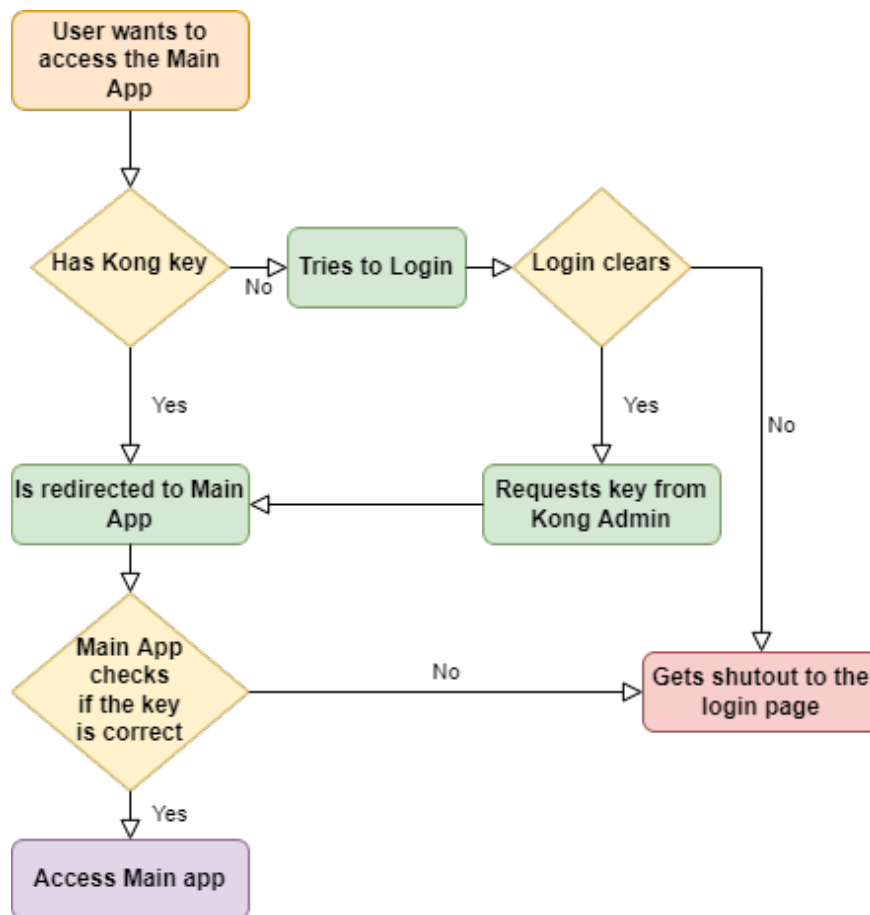 User wants to
access the Main
App
Has Kong key
No
Tries to Login
Login clears
Yes
Yes
No
Is redirected to Main
App
Requests key from
Kong Admin
Main App
checks
if the key
is correct
No
Gets shutout to the
login page
Yes
Access Main app